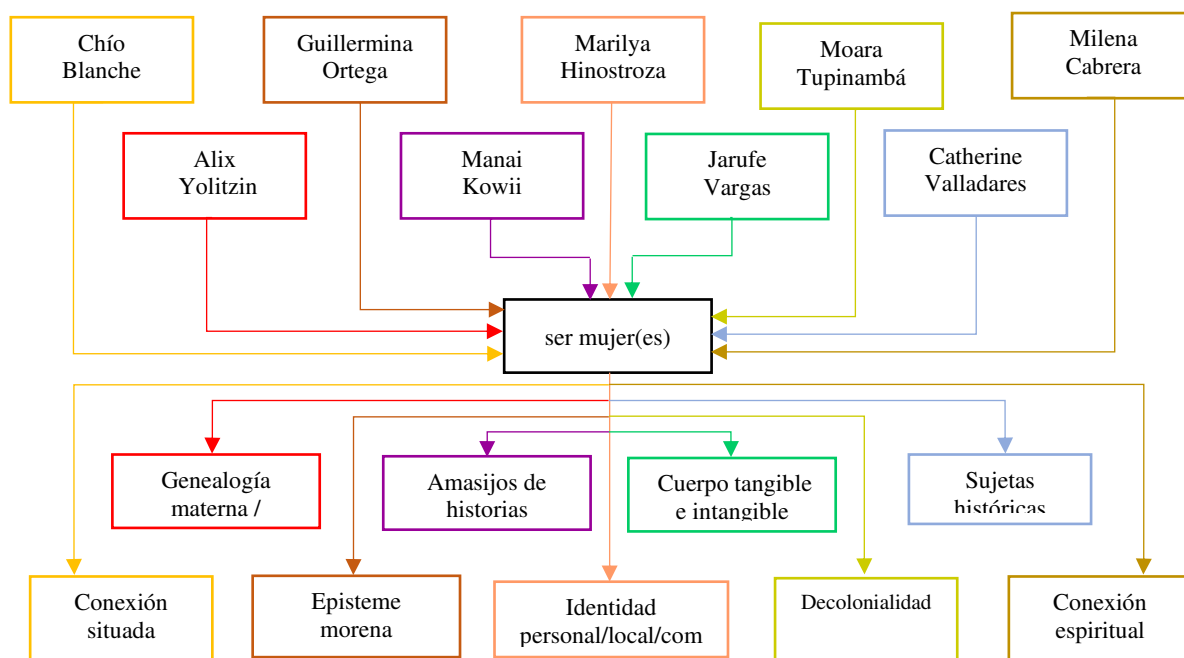 Chío
Blanche
Guillermina
Ortega
Marilya
Hinostroza
Moara
Tupinambá
Milena
Cabrera
Alix
Yolitzin
Manai
Kowii
Jarufe
Vargas
Catherine
Valladares
ser mujer(es)
Genealogía
materna /
Amasijos de
historias
Cuerpo tangible
e intangible
Sujetas
históricas
Conexión
situada
Episteme
morena
Identidad
personal/local/com
Decolonialidad
Conexión
espiritual